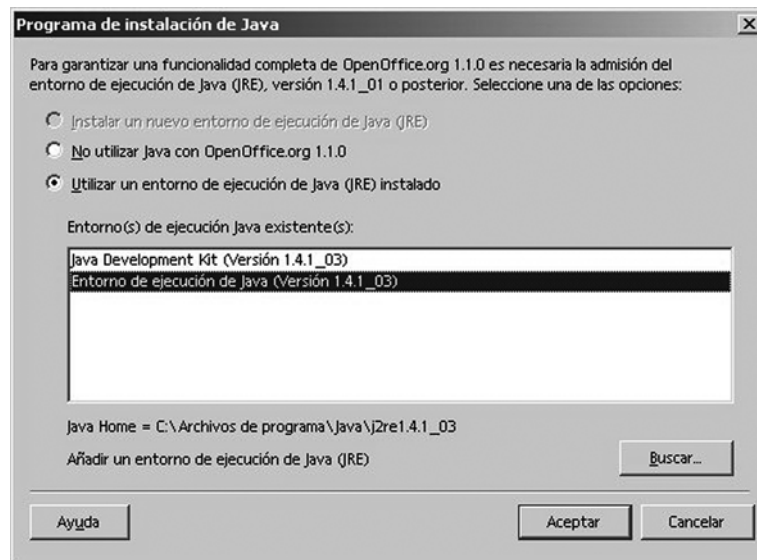 Programa de instalación de Java
Para garantizar una funcionalidad completa de OpenOffice.org 1.1.0 es necesaria la admisión del
entorno de ejecución de Java (JRE), versión 1.4.1_01 o posterior. Seleccione una de las opciones:
Instalar un nuevo entorno de ejecución de Java (JRE)
No utilizar Java con OpenOffice.org 1.1.0
Utilizar un entorno de ejecución de Java (JRE) instalado
Entorno(s) de ejecución Java existente(s):
Java Development Kit (Versión 1.4.1_03)
Entorno de ejecución de Java (Versión 1.4.1_03)
Java Home = C:\Archivos de programa\Java\j2re1.4.1_03
Añadir un entorno de ejecución de Java (JRE)
Buscar...
Ayuda
Aceptar
Cancelar